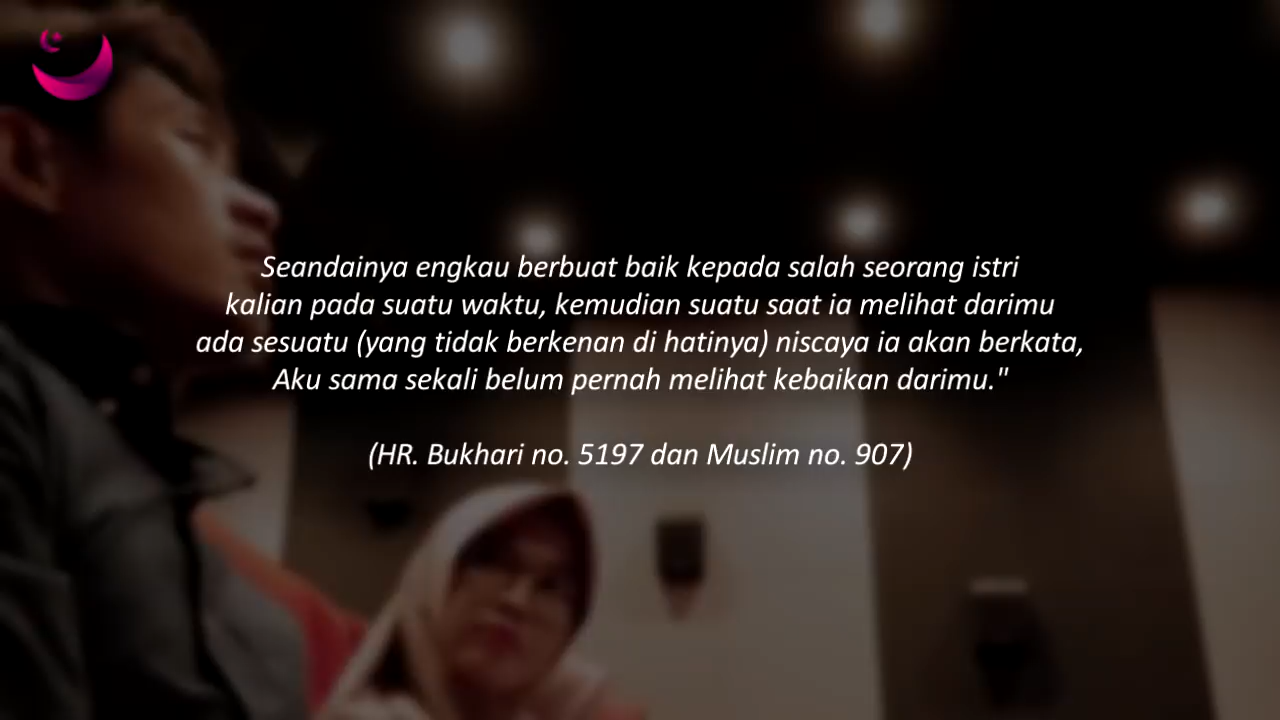 Seandainya engkau berbuat baik kepada salah seorang istri
kalian pada suatu waktu, kemudian suatu saat ia melihat darimu
ada sesuatu (yang tidak berkenan di hatinya) niscaya ia akan berkata,
Aku sama sekali belum pernah melihat kebaikan darimu."
(HR. Bukhari no. 5197 dan Muslim no. 907)